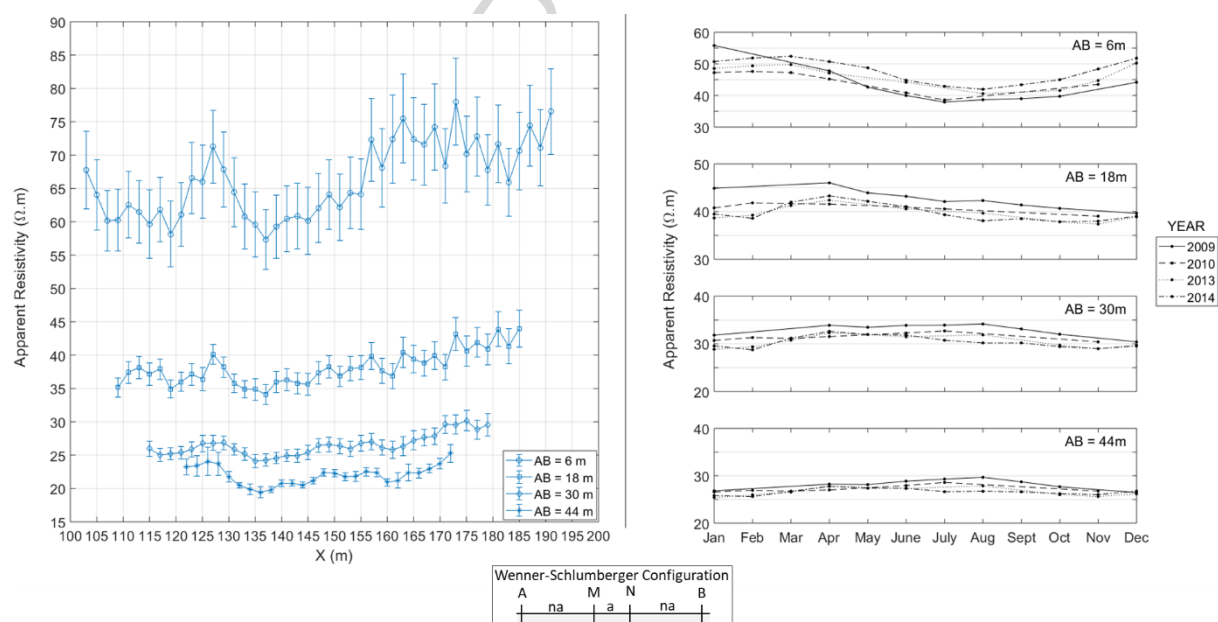 90
85
80
75
70
65
60
55
50
45
40
35
30
25
20
15
Apparent Resistivity (Ω.m)
AB = 6 m
AB = 18 m
AB = 30 m
AB = 44 m
100 105 110 115 120 125 130 135 140 145 150 155 160 165 170 175 180 185 190 195 200
X (m)
60
50
40
30
AB = 6m
50
40
30
AB = 18m
40
30
20
AB = 30m
40
30
20
AB = 44m
Apparent Resistivity (Ω.m)
Jan Feb Mar Apr May June July Aug Sept Oct Nov Dec
YEAR
2009
2010
2013
2014
Wenner-Schlumberger Configuration
A M N B
na a na